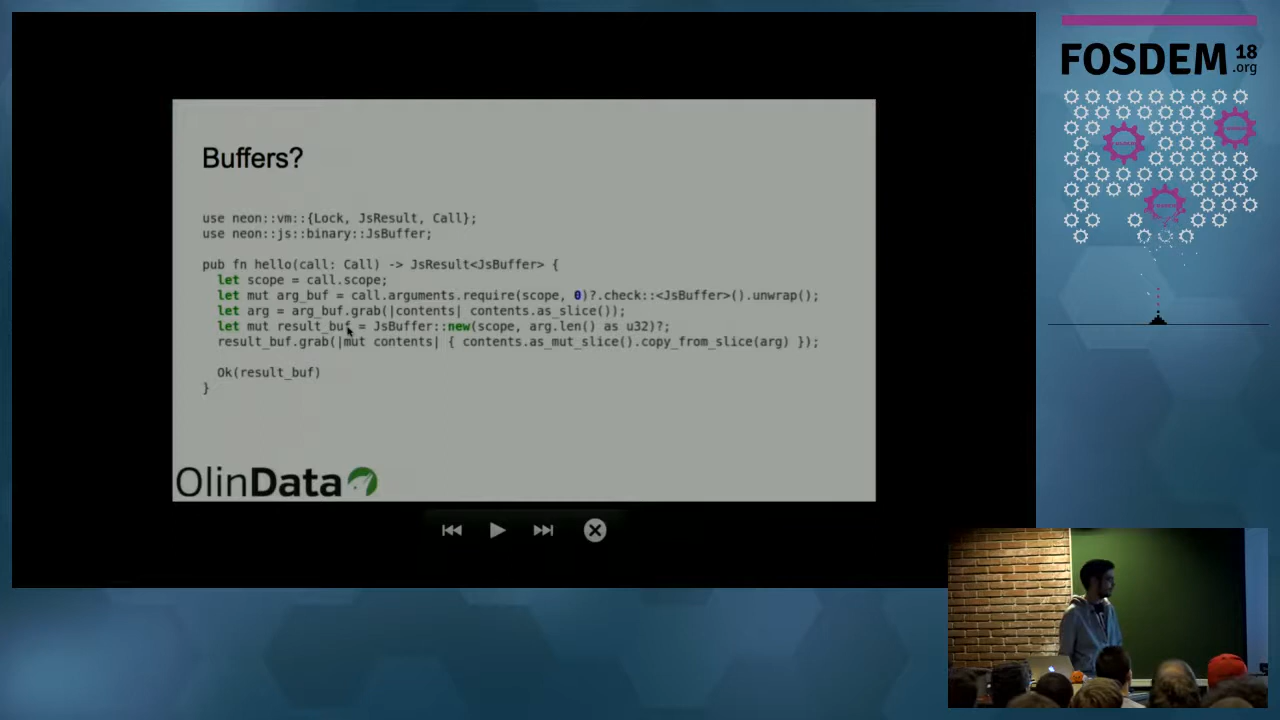 Buffers?
use neon::vm::{Lock, JsResult, Call};
use neon::js::binary::JsBuffer;
pub fn hello(call: Call) -> JsResult<JsBuffer> {
let scope = call.scope;
let mut arg_buf = call.arguments.require(scope, 0)?.check::<JsBuffer>().unwrap();
let arg = arg_buf.grab(|contents| contents.as_slice());
let mut result_buf = JsBuffer::new(scope, arg.len() as u32)?;
result_buf.grab(|mut contents| { contents.as_mut_slice().copy_from_slice(arg) });
Ok(result_buf)
}
OlinData
FOSDEM 18
.org